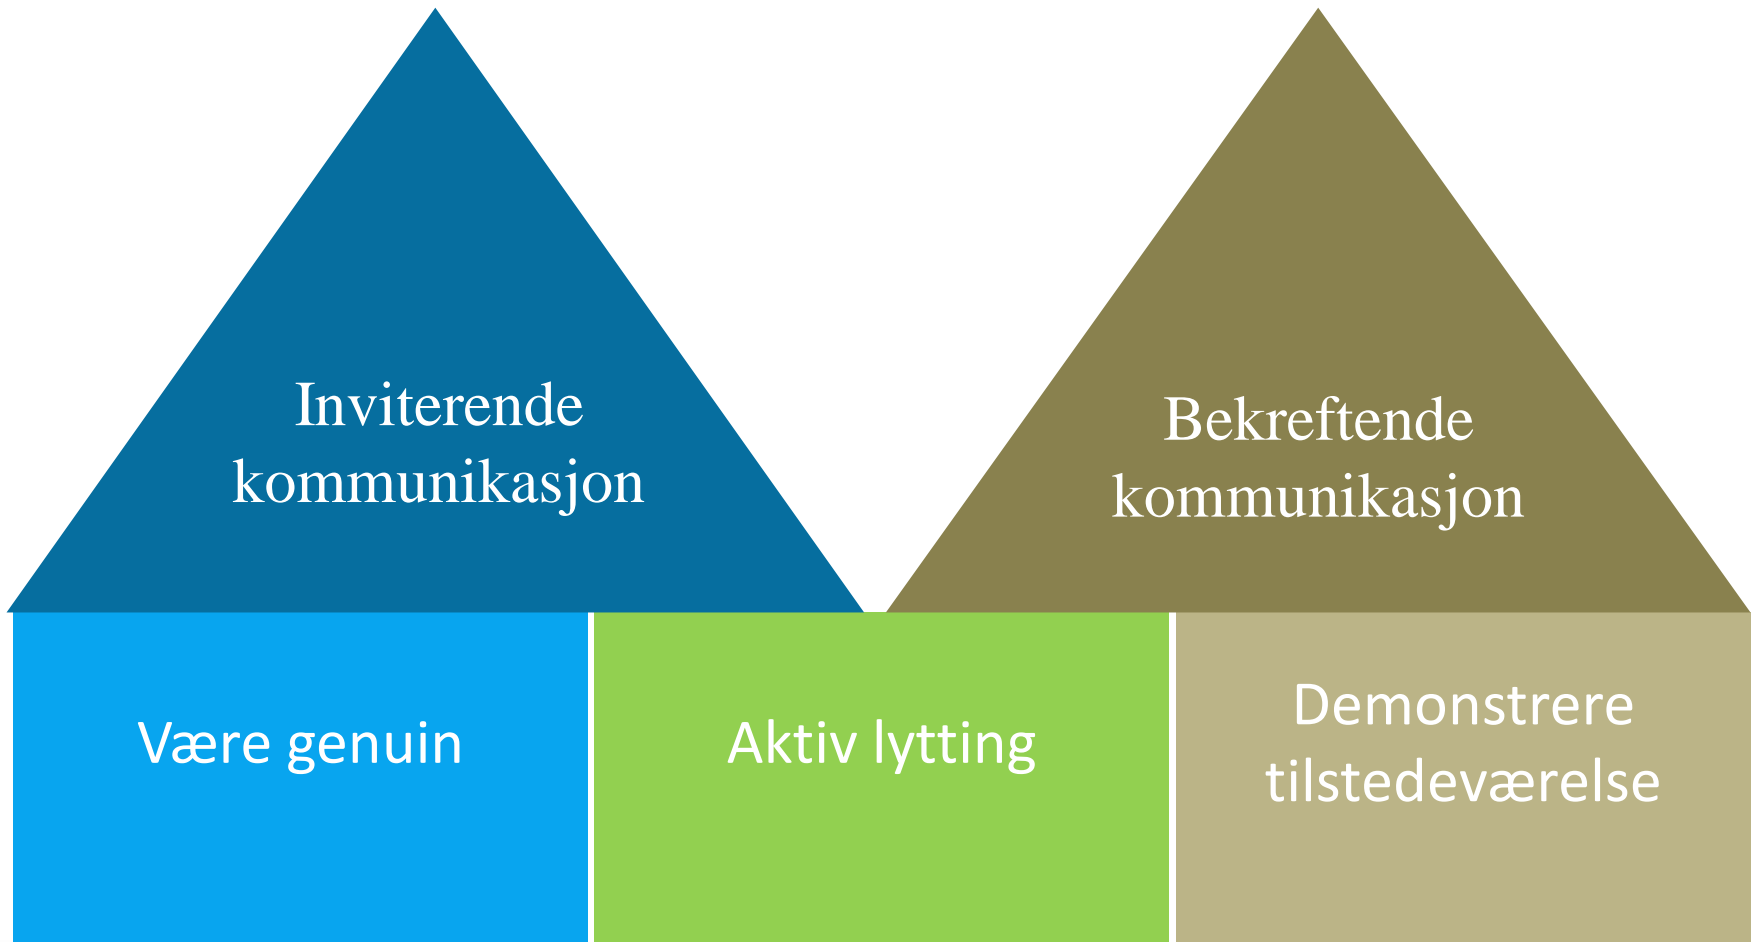 Inviterende
kommunikasjon
Bekreftende
kommunikasjon
Være genuin
Aktiv lytting
Demonstrere
tilstedeværelse